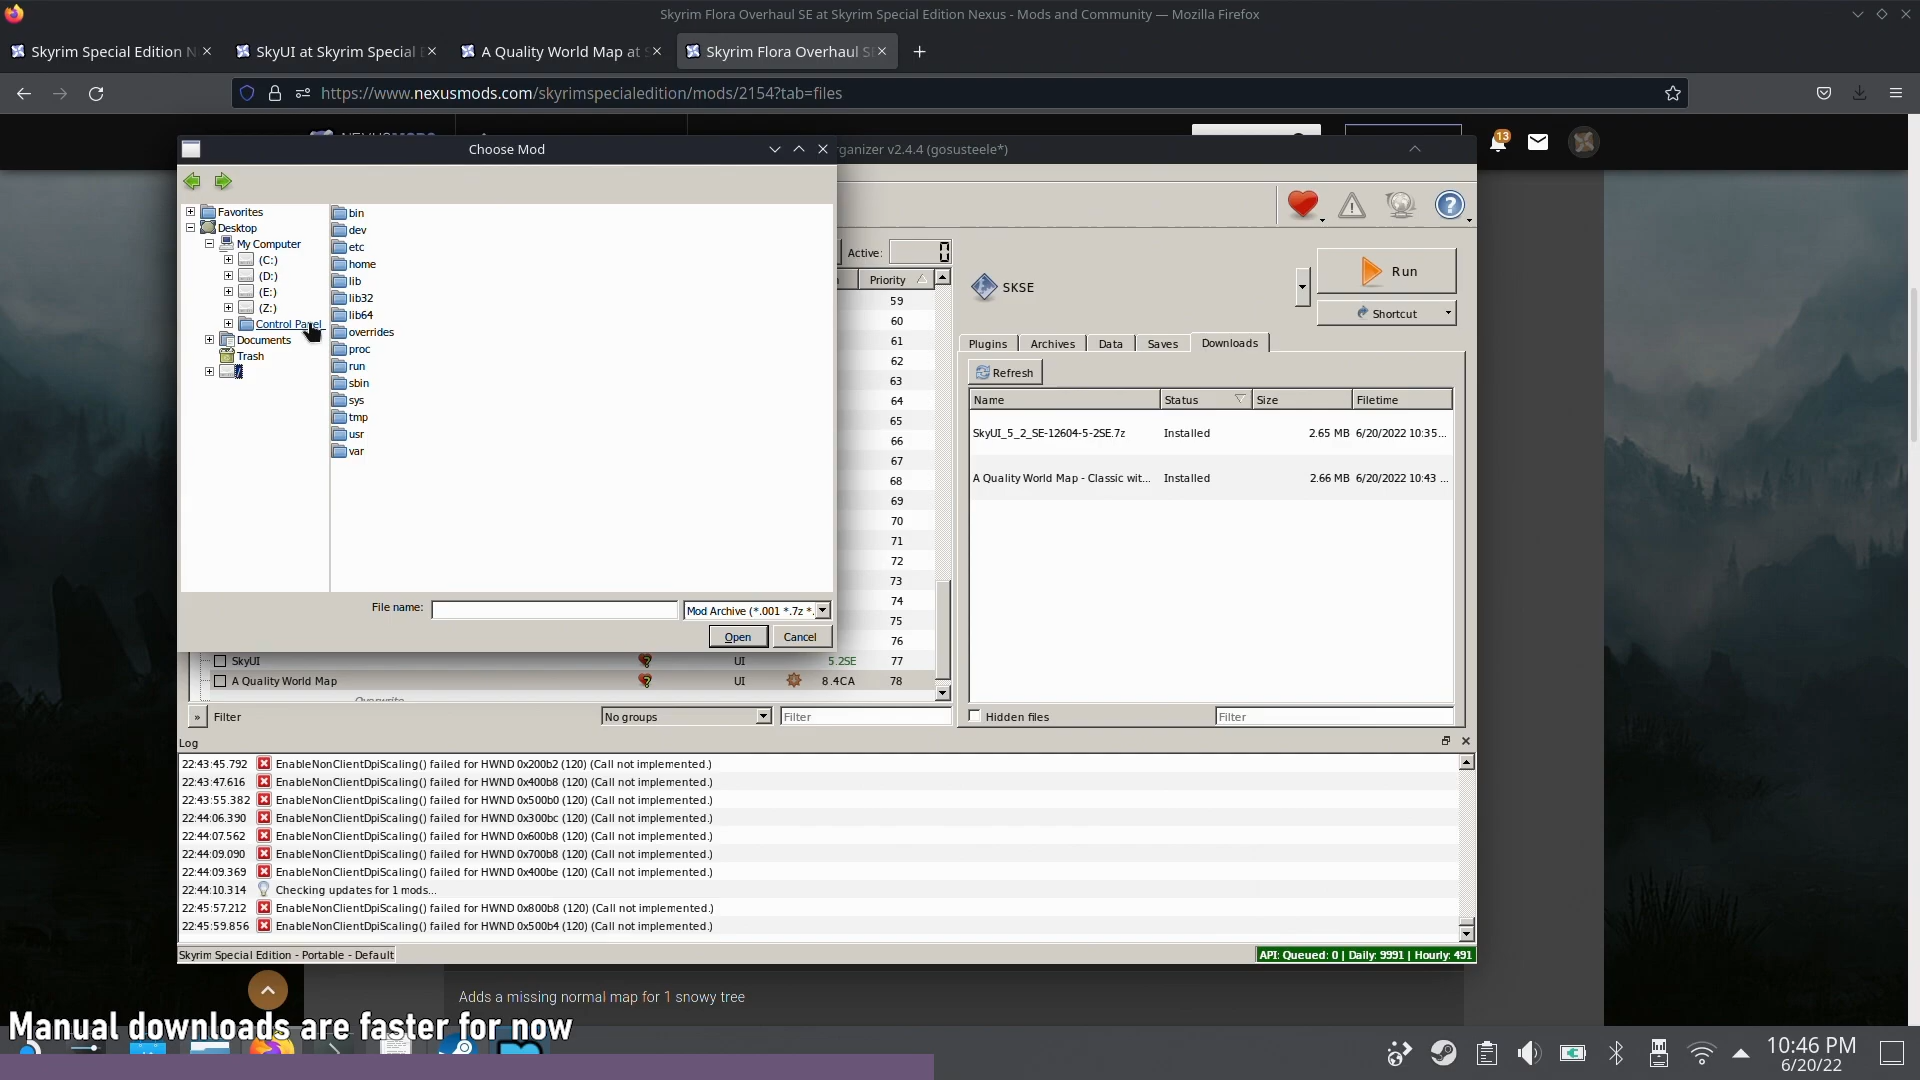 Skyrim Flora Overhaul SE at Skyrim Special Edition Nexus - Mods and Community — Mozilla Firefox
Skyrim Special Edition N
SkyUI at Skyrim Special
A Quality World Map at S
Skyrim Flora Overhaul S
https://www.nexusmods.com/skyrimspecialedition/mods/2154?tab=files
13
Choose Mod
rganizer v2.4.4 (gosusteele*)
Favorites
Desktop
My Computer
(C:)
(D:)
(E:)
(Z:)
Control Panel
Documents
Trash
/
bin
dev
etc
home
lib
lib32
lib64
overrides
proc
run
sbin
sys
tmp
usr
var
File name:
Mod Archive (*.001 *.7z *.
Open
Cancel
Active:
0
Priority
59
60
61
62
63
64
65
66
67
68
69
70
71
72
73
74
75
76
SkyUI UI 5.2SE 77
A Quality World Map UI 8.4CA 78
Overwrite
» Filter
No groups
Filter
SKSE
Run
Shortcut
Plugins
Archives
Data
Saves
Downloads
Refresh
Name Status Size Filetime
SkyUI_5_2_SE-12604-5-2SE.7z Installed 2.65 MB 6/20/2022 10:35...
A Quality World Map - Classic wit... Installed 2.66 MB 6/20/2022 10:43 ...
Hidden files
Filter
Log
22:43:45.792 EnableNonClientDpiScaling() failed for HWND 0x200b2 (120) (Call not implemented.)
22:43:47.616 EnableNonClientDpiScaling() failed for HWND 0x400b8 (120) (Call not implemented.)
22:43:55.382 EnableNonClientDpiScaling() failed for HWND 0x500b0 (120) (Call not implemented.)
22:44:06.390 EnableNonClientDpiScaling() failed for HWND 0x300bc (120) (Call not implemented.)
22:44:07.562 EnableNonClientDpiScaling() failed for HWND 0x600b8 (120) (Call not implemented.)
22:44:09.090 EnableNonClientDpiScaling() failed for HWND 0x700b8 (120) (Call not implemented.)
22:44:09.369 EnableNonClientDpiScaling() failed for HWND 0x400be (120) (Call not implemented.)
22:44:10.314 Checking updates for 1 mods...
22:45:57.212 EnableNonClientDpiScaling() failed for HWND 0x800b8 (120) (Call not implemented.)
22:45:59.856 EnableNonClientDpiScaling() failed for HWND 0x500b4 (120) (Call not implemented.)
Skyrim Special Edition - Portable - Default
API: Queued: 0 | Daily: 9991 | Hourly: 491
Adds a missing normal map for 1 snowy tree
Manual downloads are faster for now
10:46 PM
6/20/22